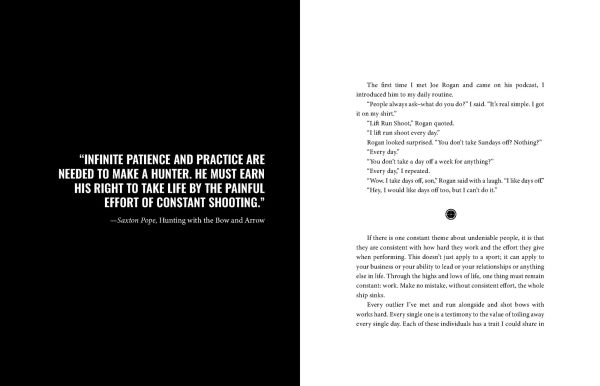 “INFINITE PATIENCE AND PRACTICE ARE
NEEDED TO MAKE A HUNTER. HE MUST EARN
HIS RIGHT TO TAKE LIFE BY THE PAINFUL
EFFORT OF CONSTANT SHOOTING.”
—Saxton Pope, Hunting with the Bow and Arrow
The first time I met Joe Rogan and came on his podcast, I
introduced him to my daily routine.
“People always ask–what do you do?” I said. “It’s real simple. I got
it on my shirt.”
“Lift Run Shoot,” Rogan quoted.
“I lift run shoot every day.”
Rogan looked surprised. “You don’t take Sundays off? Nothing?”
“Every day.”
“You don’t take a day off a week for anything?”
“Every day,” I repeated.
“Wow. I take days off, son,” Rogan said with a laugh. “I like days off.”
“Hey, I would like days off too, but I can’t do it.”
If there is one constant theme about undeniable people, it is that
they are consistent with how hard they work and the effort they give
when performing. This doesn’t just apply to a sport; it can apply to
your business or your ability to lead or your relationships or anything
else in life. Through the highs and lows of life, one thing must remain
constant: work. Make no mistake, without consistent effort, the whole
ship sinks.
Every outlier I’ve met and run alongside and shot bows with
works hard. Every single one is a testimony to the value of toiling away
every single day. Each of these individuals has a trait I could share in